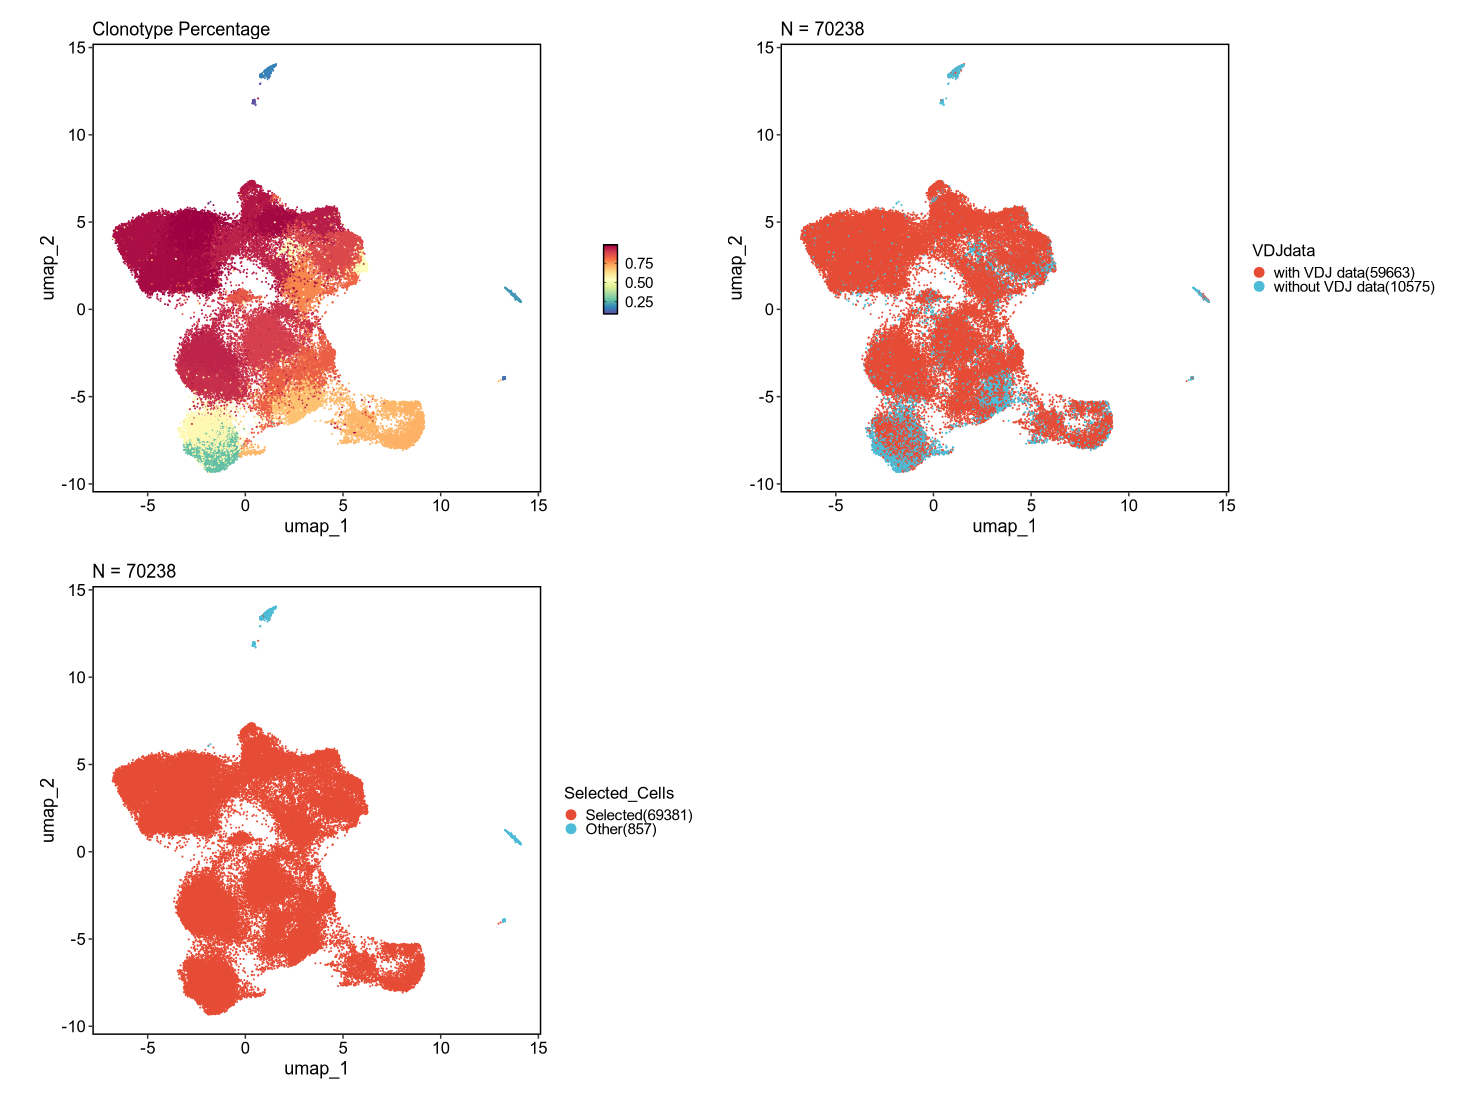 Clonotype Percentage
15
10
5
0
-5
-10
umap_2
-5 0 5 10 15
umap_1
0.75
0.50
0.25
N = 70238
15
10
5
0
-5
-10
umap_2
-5 0 5 10 15
umap_1
VDJdata
with VDJ data(59663)
without VDJ data(10575)
N = 70238
15
10
5
0
-5
-10
umap_2
-5 0 5 10 15
umap_1
Selected_Cells
Selected(69381)
Other(857)